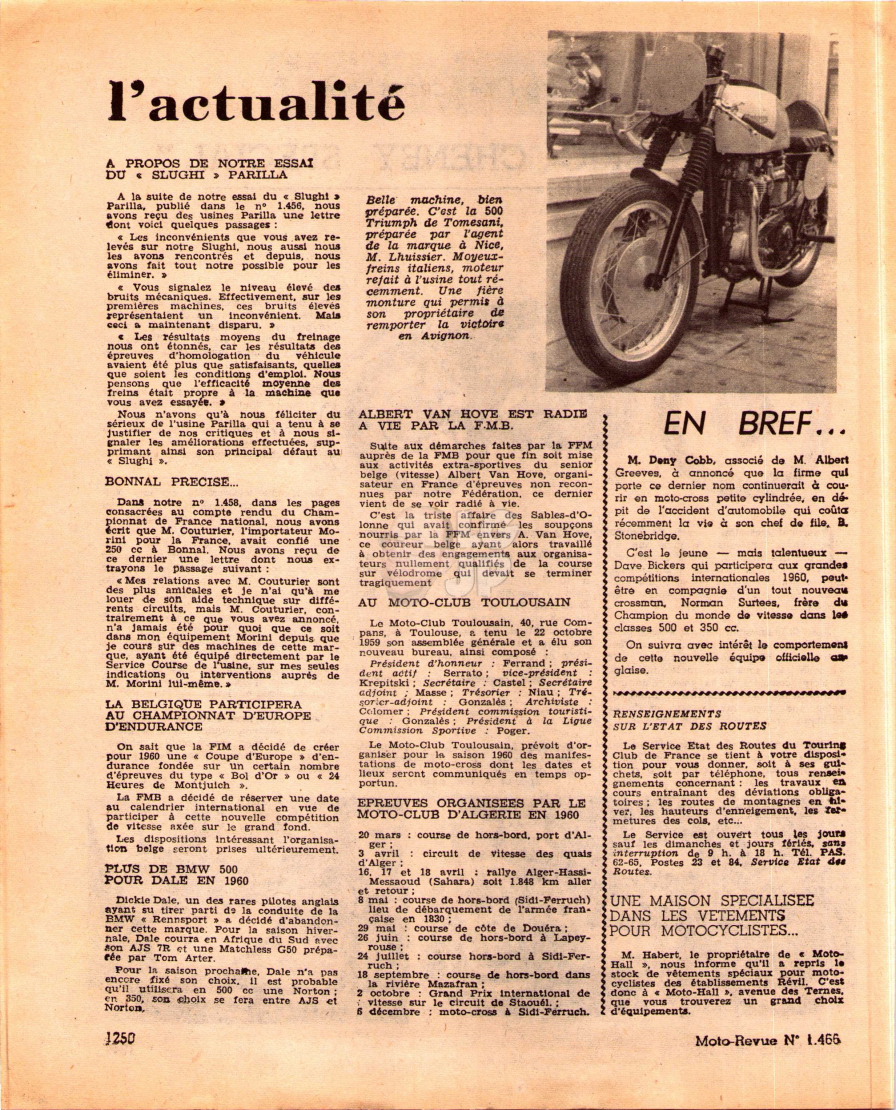 l'actualité
A PROPOS DE NOTRE ESSAI
DU « SLUGHI » PARILLA
A la suite de notre essai du « Slughi »
Parilla, publié dans le n° 1.456, nous
avons reçu des usines Parilla une lettre
dont voici quelques passages :
« Les inconvénients que vous avez re-
levés sur notre Slughi, nous aussi nous
les avons rencontrés et depuis, nous
avons fait tout notre possible pour les
éliminer. »
« Vous signalez le niveau élevé des
bruits mécaniques. Effectivement, sur les
premières machines, ces bruits élevés
représentaient un inconvénient. Mais
ceci a maintenant disparu. »
« Les résultats moyens du freinage
nous ont étonnés, car les résultats des
épreuves d'homologation du véhicule
avaient été plus que satisfaisants, quelles
que soient les conditions d'emploi. Nous
pensons que l'efficacité moyenne des
freins était propre à la machine que
vous avez essayée. »
Nous n'avons qu'à nous féliciter du
sérieux de l'usine Parilla qui a tenu à se
justifier de nos critiques et à nous si-
gnaler les améliorations effectuées, sup-
primant ainsi son principal défaut au
« Slughi ».
BONNAL PRECISE...
Dans notre n° 1.458, dans les pages
consacrées au compte rendu du Cham-
pionnat de France national, nous avons
écrit que M. Couturier, l'importateur Mo-
rini pour la France, avait confié une
250 cc à Bonnal. Nous avons reçu de
ce dernier une lettre dont nous ex-
trayons le passage suivant :
« Mes relations avec M. Couturier sont
des plus amicales et je n'ai qu'à me
louer de son aide technique sur diffé-
rents circuits, mais M. Couturier, con-
trairement à ce que vous avez annoncé,
n'a jamais été pour quoi que ce soit
dans mon équipement Morini depuis que
je cours sur des machines de cette mar-
que, ayant été équipé directement par le
Service Course de l'usine, sur mes seules
indications ou interventions auprès de
M. Morini lui-même. »
LA BELGIQUE PARTICIPERA
AU CHAMPIONNAT D'EUROPE
D'ENDURANCE
On sait que la FIM a décidé de créer
pour 1960 une « Coupe d'Europe » d'en-
durance fondée sur un certain nombre
d'épreuves du type « Bol d'Or » ou « 24
Heures de Montjuich ».
La FMB a décidé de réserver une date
au calendrier international en vue de
participer à cette nouvelle compétition
de vitesse axée sur le grand fond.
Les dispositions intéressant l'organisa-
tion belge seront prises ultérieurement.
PLUS DE BMW 500
POUR DALE EN 1960
Dickie Dale, un des rares pilotes anglais
ayant su tirer parti de la conduite de la
BMW « Rennsport » a décidé d'abandon-
ner cette marque. Pour la saison hiver-
nale, Dale courra en Afrique du Sud avec
son AJS 7R et une Matchless G50 prépa-
rée par Tom Arter.
Pour la saison prochaine, Dale n'a pas
encore fixé son choix, il est probable
qu'il utilisera en 500 cc une Norton ;
en 350, son choix se fera entre AJS et
Norton.
Belle machine, bien
préparée. C'est la 500
Triumph de Tomesani,
préparée par l'agent
de la marque à Nice,
M. Lhuissier. Moyeux-
freins italiens, moteur
refait à l'usine tout ré-
cemment. Une fière
monture qui permis à
son propriétaire de
remporter la victoire
en Avignon.
ALBERT VAN HOVE EST RADIE
A VIE PAR LA F.M.B.
Suite aux démarches faites par la FFM
auprès de la FMB pour que fin soit mise
aux activités extra-sportives du senior
belge (vitesse) Albert Van Hove, organi-
sateur en France d'épreuves non recon-
nues par notre Fédération, ce dernier
vient de se voir radié à vie.
C'est la triste affaire des Sables-d'O-
lonne qui avait confirmé les soupçons
nourris par la FFM envers A. Van Hove,
ce coureur belge ayant alors travaillé
à obtenir des engagements aux organisa-
teurs nullement qualifiés de la course
sur vélodrome qui devait se terminer
tragiquement
AU MOTO-CLUB TOULOUSAIN
Le Moto-Club Toulousain, 40, rue Com-
pans, à Toulouse, a tenu le 22 octobre
1959 son assemblée générale et a élu son
nouveau bureau, ainsi composé :
Président d'honneur : Ferrand ; prési-
dent actif : Serrato ; vice-président :
Krepitski ; Secrétaire : Castel ; Secrétaire
adjoint ; Masse ; Trésorier : Niau ; Tré-
sorier-adjoint : Gonzalès ; Archiviste :
Colomer ; Président commission touristi-
que : Gonzalès ; Président à la Ligue
Commission Sportive : Poger.
Le Moto-Club Toulousain, prévoit d'or-
ganiser pour la saison 1960 des manifes-
tations de moto-cross dont les dates et
lieux seront communiqués en temps op-
portun.
EPREUVES ORGANISEES PAR LE
MOTO-CLUB D'ALGERIE EN 1960
20 mars : course de hors-bord, port d'Al-
ger ;
3 avril : circuit de vitesse des quais
d'Alger ;
16, 17 et 18 avril : rallye Alger-Hassi-
Messaoud (Sahara) soit 1.848 km aller
et retour ;
8 mai : course de hors-bord (Sidi-Ferruch)
lieu de débarquement de l'armée fran-
çaise en 1830 ;
29 mai : course de côte de Douéra ;
26 juin : course de hors-bord à Lapey-
rouse ;
24 juillet : course hors-bord à Sidi-Fer-
ruch ;
18 septembre : course de hors-bord dans
la rivière Mazafran ;
2 octobre : Grand Prix international de
vitesse sur le circuit de Staouéli ;
6 décembre : moto-cross à Sidi-Ferruch.
EN BREF...
M. Deny Cobb, associé de M. Albert
Greeves, à annoncé que la firme qui
porte ce dernier nom continuerait à cou-
rir en moto-cross petite cylindrée, en dé-
pit de l'accident d'automobile qui coûta
récemment la vie à son chef de file, B.
Stonebridge.
C'est le jeune — mais talentueux —
Dave Bickers qui participera aux grandes
compétitions internationales 1960, peut-
être en compagnie d'un tout nouveau
crossman, Norman Surtees, frère du
Champion du monde de vitesse dans les
classes 500 et 350 cc.
On suivra avec intérêt le comportement
de cette nouvelle équipe officielle an-
glaise.
RENSEIGNEMENTS
SUR L'ETAT DES ROUTES
Le Service Etat des Routes du Touring
Club de France se tient à votre disposi-
tion pour vous donner, soit à ses gui-
chets, soit par téléphone, tous rensei-
gnements concernant : les travaux en
cours entraînant des déviations obliga-
toires ; les routes de montagnes en hi-
ver, les hauteurs d'enneigement, les fer-
metures des cols, etc...
Le Service est ouvert tous les jours
sauf les dimanches et jours fériés, sans
interruption de 9 h. à 18 h. Tél. PAS.
62-65, Postes 23 et 84, Service Etat des
Routes.
UNE MAISON SPECIALISEE
DANS LES VETEMENTS
POUR MOTOCYCLISTES...
M. Habert, le propriétaire de « Moto-
Hall », nous informe qu'il a repris le
stock de vêtements spéciaux pour moto-
cyclistes des établissements Révil. C'est
donc à « Moto-Hall », avenue des Ternes,
que vous trouverez un grand choix
d'équipements.
1250
Moto-Revue N° 1.466